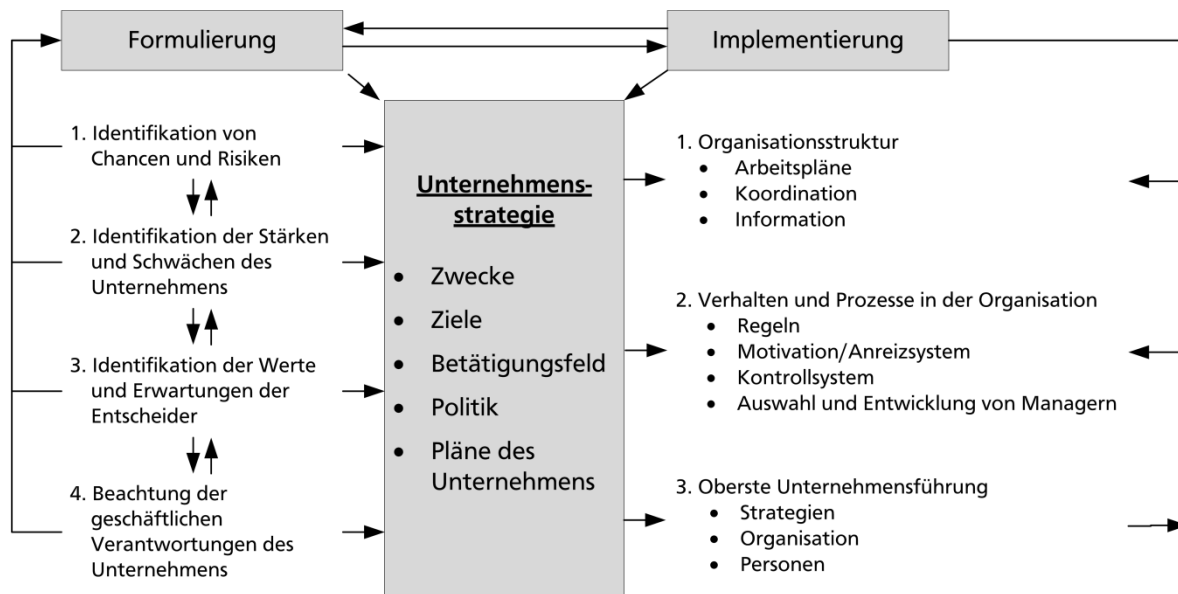 Formulierung
Implementierung
1. Identifikation von
Chancen und Risiken
2. Identifikation der Stärken
und Schwächen des
Unternehmens
3. Identifikation der Werte
und Erwartungen der
Entscheider
4. Beachtung der
geschäftlichen
Verantwortungen des
Unternehmens
Unternehmens-
strategie
• Zwecke
• Ziele
• Betätigungsfeld
• Politik
• Pläne des
Unternehmens
1. Organisationsstruktur
• Arbeitspläne
• Koordination
• Information
2. Verhalten und Prozesse in der Organisation
• Regeln
• Motivation/Anreizsystem
• Kontrollsystem
• Auswahl und Entwicklung von Managern
3. Oberste Unternehmensführung
• Strategien
• Organisation
• Personen